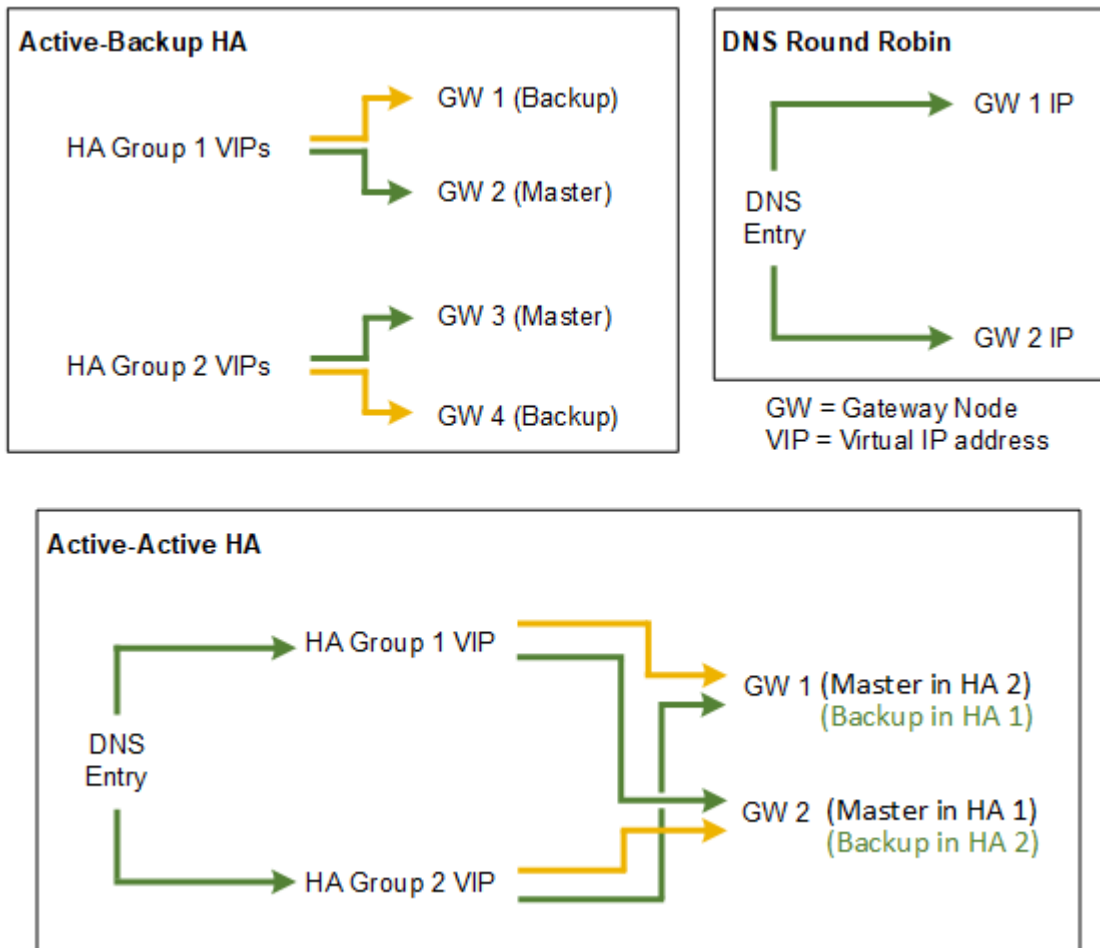 Active-Backup HA
HA Group 1 VIPs
GW 1 (Backup)
GW 2 (Master)
HA Group 2 VIPs
GW 3 (Master)
GW 4 (Backup)
DNS Round Robin
GW 1 IP
DNS
Entry
GW 2 IP
GW = Gateway Node
VIP = Virtual IP address
Active-Active HA
DNS
Entry
HA Group 1 VIP
HA Group 2 VIP
GW 1 (Master in HA 2)
(Backup in HA 1)
GW 2 (Master in HA 1)
(Backup in HA 2)